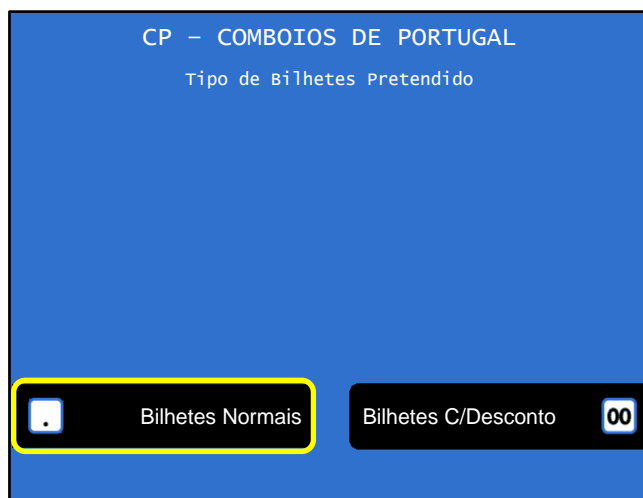 CP – COMBOIOS DE PORTUGAL
Tipo de Bilhetes Pretendido
. Bilhetes Normais Bilhetes C/Desconto 00